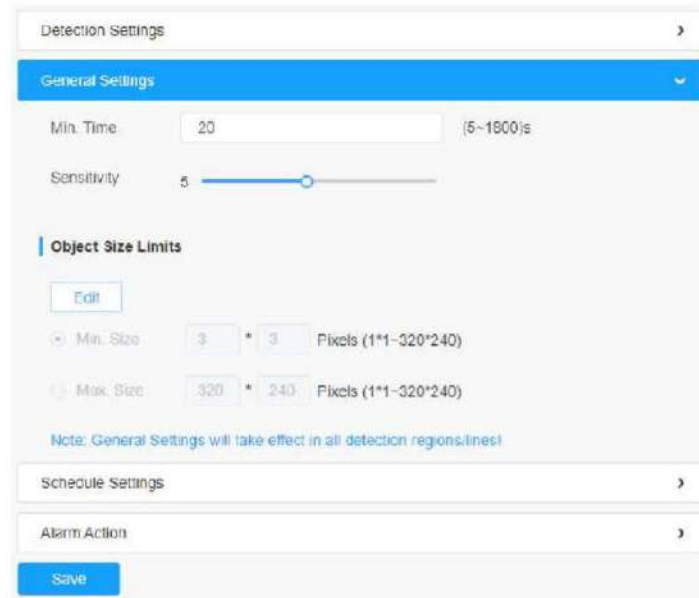 Detection Settings
General Settings
Min. Time 20 (5~1800)s
Sensitivity 5
Object Size Limits
Edit
Min. Size 3 * 3 Pixels (1*1~320*240)
Max. Size 320 * 240 Pixels (1*1~320*240)
Note: General Settings will take effect in all detection regions/lines!
Schedule Settings
Alarm Action
Save